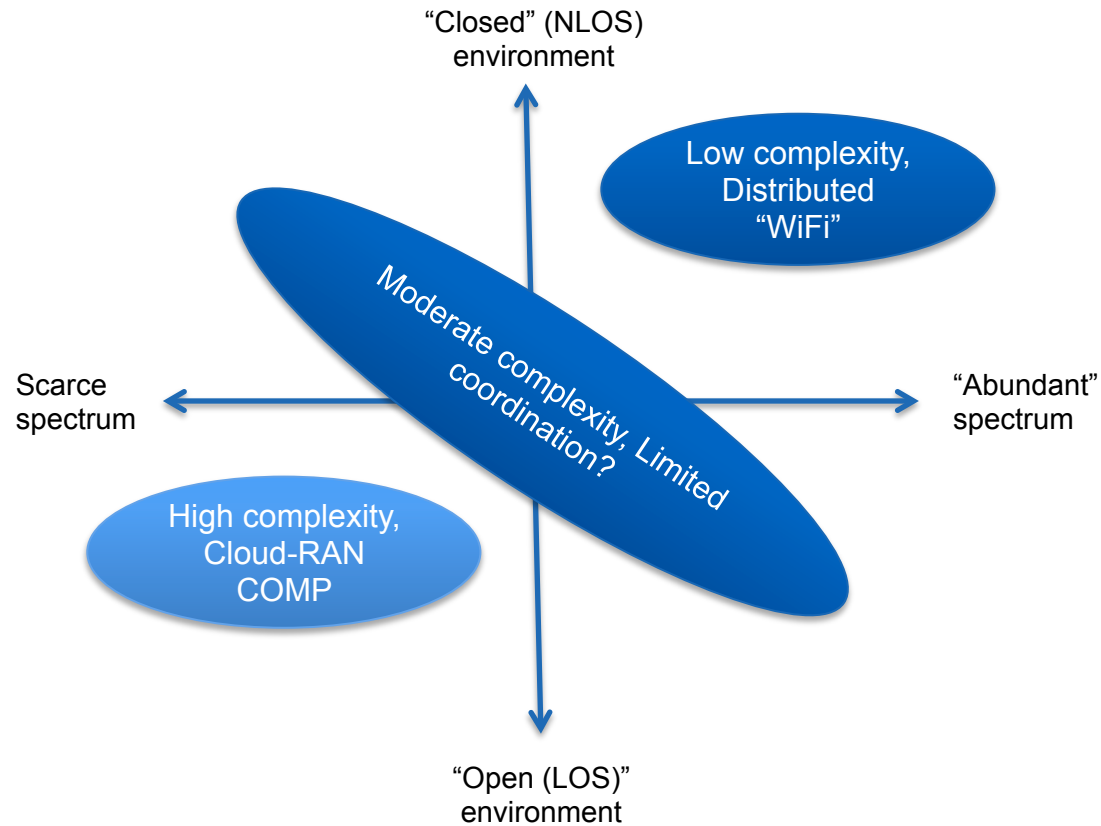 “Closed” (NLOS)
environment
Low complexity,
Distributed
“WiFi”
Moderate complexity, Limited
coordination?
Scarce
spectrum
“Abundant”
spectrum
High complexity,
Cloud-RAN
COMP
“Open (LOS)”
environment